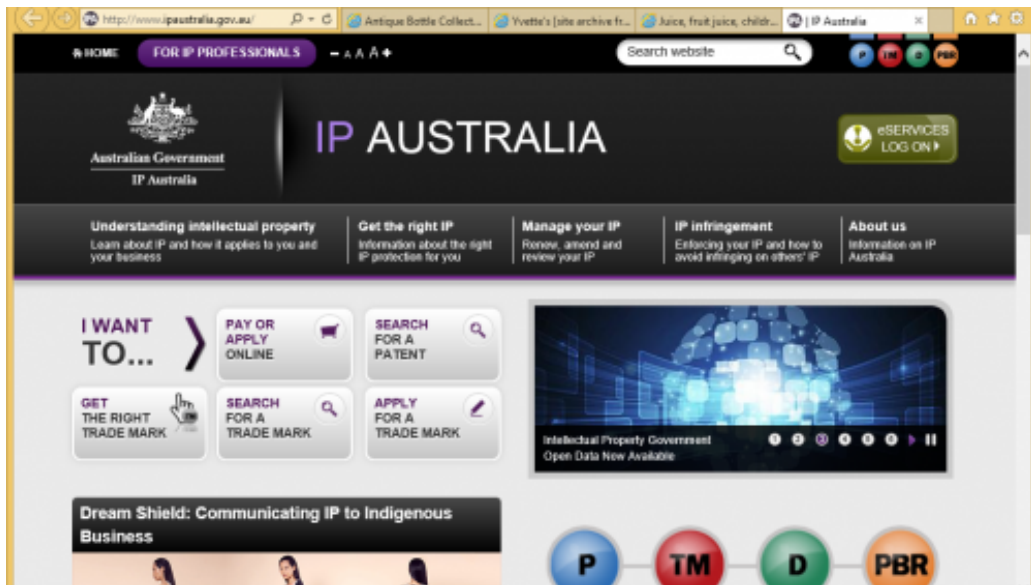 http://www.ipaustralia.gov.au/
Antique Bottle Collect...
Yvette's [site archive fr...
Juice, fruit juice, childr...
| IP Australia
HOME
FOR IP PROFESSIONALS
- A A A +
Search website
P TM D PBR
Australian Government
IP Australia
IP AUSTRALIA
eSERVICES
LOG ON
Understanding intellectual property
Learn about IP and how it applies to you and
your business
Get the right IP
Information about the right
IP protection for you
Manage your IP
Renew, amend and
review your IP
IP infringement
Enforcing your IP and how to
avoid infringing on others' IP
About us
Information on IP
Australia
I WANT
TO...
PAY OR
APPLY
ONLINE
SEARCH
FOR A
PATENT
GET
THE RIGHT
TRADE MARK
SEARCH
FOR A
TRADE MARK
APPLY
FOR A
TRADE MARK
Intellectual Property Government
Open Data Now Available
1 2 3 4 5 6
Dream Shield: Communicating IP to Indigenous
Business
P TM D PBR